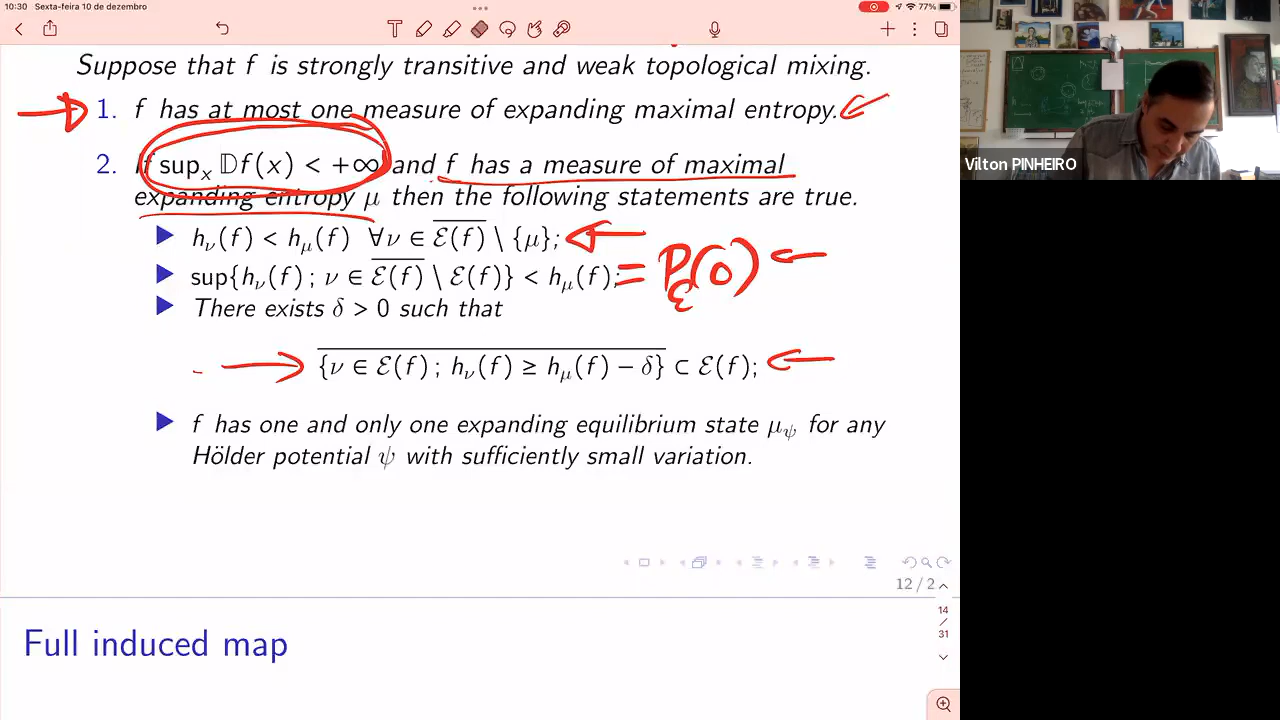 10:30 Sexta-feira 10 de dezembro
77%
Suppose that f is strongly transitive and weak topological mixing.
1. f has at most one measure of expanding maximal entropy.
2. If sup_x 𝔻f(x) < +∞ and f has a measure of maximal
expanding entropy μ then the following statements are true.
▶ h_ν(f) < h_μ(f) ∀ν ∈ \overline{ℰ(f)} \ {μ};
▶ sup{h_ν(f); ν ∈ \overline{ℰ(f)} \ ℰ(f)} < h_μ(f); = P_ℰ(0)
▶ There exists δ > 0 such that
\overline{{ν ∈ ℰ(f); h_ν(f) ≥ h_μ(f) − δ}} ⊂ ℰ(f);
▶ f has one and only one expanding equilibrium state μ_ψ for any
Hölder potential ψ with sufficiently small variation.
12 / 2
14
/
31
Full induced map
Vilton PINHEIRO